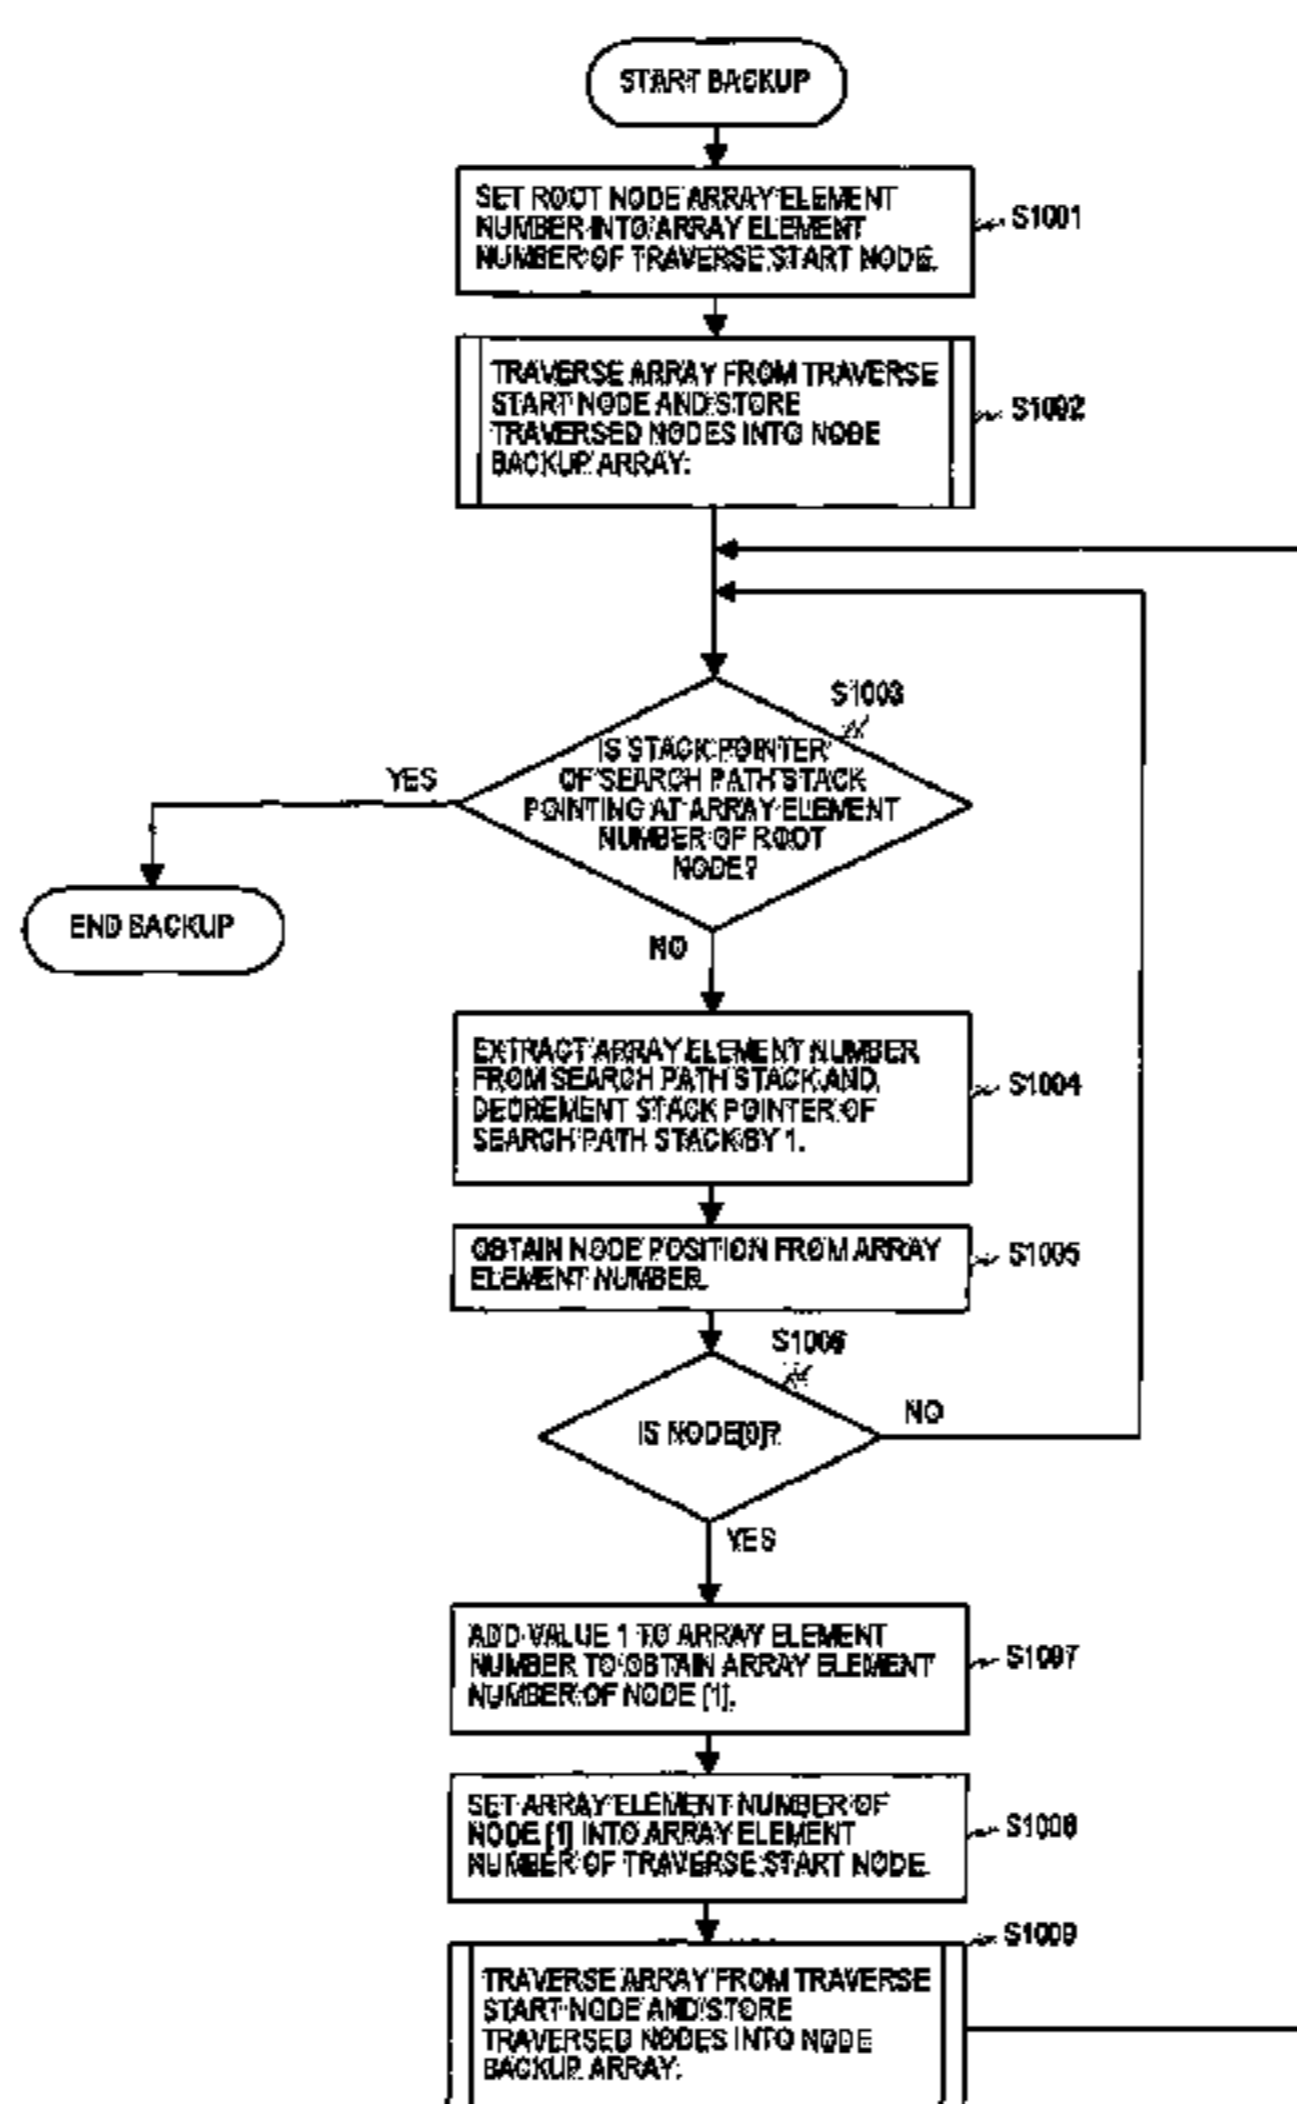 START BACKUP
SET ROOT NODE ARRAY ELEMENT
NUMBER INTO ARRAY ELEMENT
NUMBER OF TRAVERSE START NODE.
S1001
TRAVERSE ARRAY FROM TRAVERSE
START NODE AND STORE
TRAVERSED NODES INTO NODE
BACKUP ARRAY.
S1002
S1003
IS STACK POINTER
OF SEARCH PATH STACK
POINTING AT ARRAY ELEMENT
NUMBER OF ROOT
NODE?
YES
END BACKUP
NO
EXTRACT ARRAY ELEMENT NUMBER
FROM SEARCH PATH STACK AND
DECREMENT STACK POINTER OF
SEARCH PATH STACK BY 1.
S1004
OBTAIN NODE POSITION FROM ARRAY
ELEMENT NUMBER.
S1005
S1006
IS NODE[0]?
NO
YES
ADD VALUE 1 TO ARRAY ELEMENT
NUMBER TO OBTAIN ARRAY ELEMENT
NUMBER OF NODE [1].
S1007
SET ARRAY ELEMENT NUMBER OF
NODE [1] INTO ARRAY ELEMENT
NUMBER OF TRAVERSE START NODE.
S1008
S1009
TRAVERSE ARRAY FROM TRAVERSE
START NODE AND STORE
TRAVERSED NODES INTO NODE
BACKUP ARRAY.